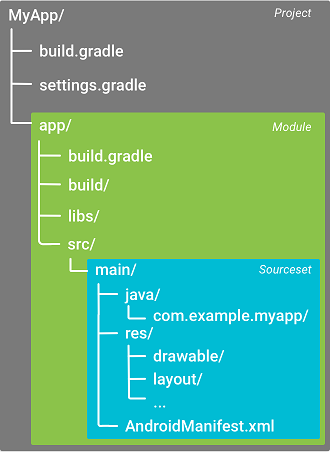 MyApp/ Project
build.gradle
settings.gradle
app/ Module
build.gradle
build/
libs/
src/
main/ Sourceset
java/
com.example.myapp/
res/
drawable/
layout/
...
AndroidManifest.xml